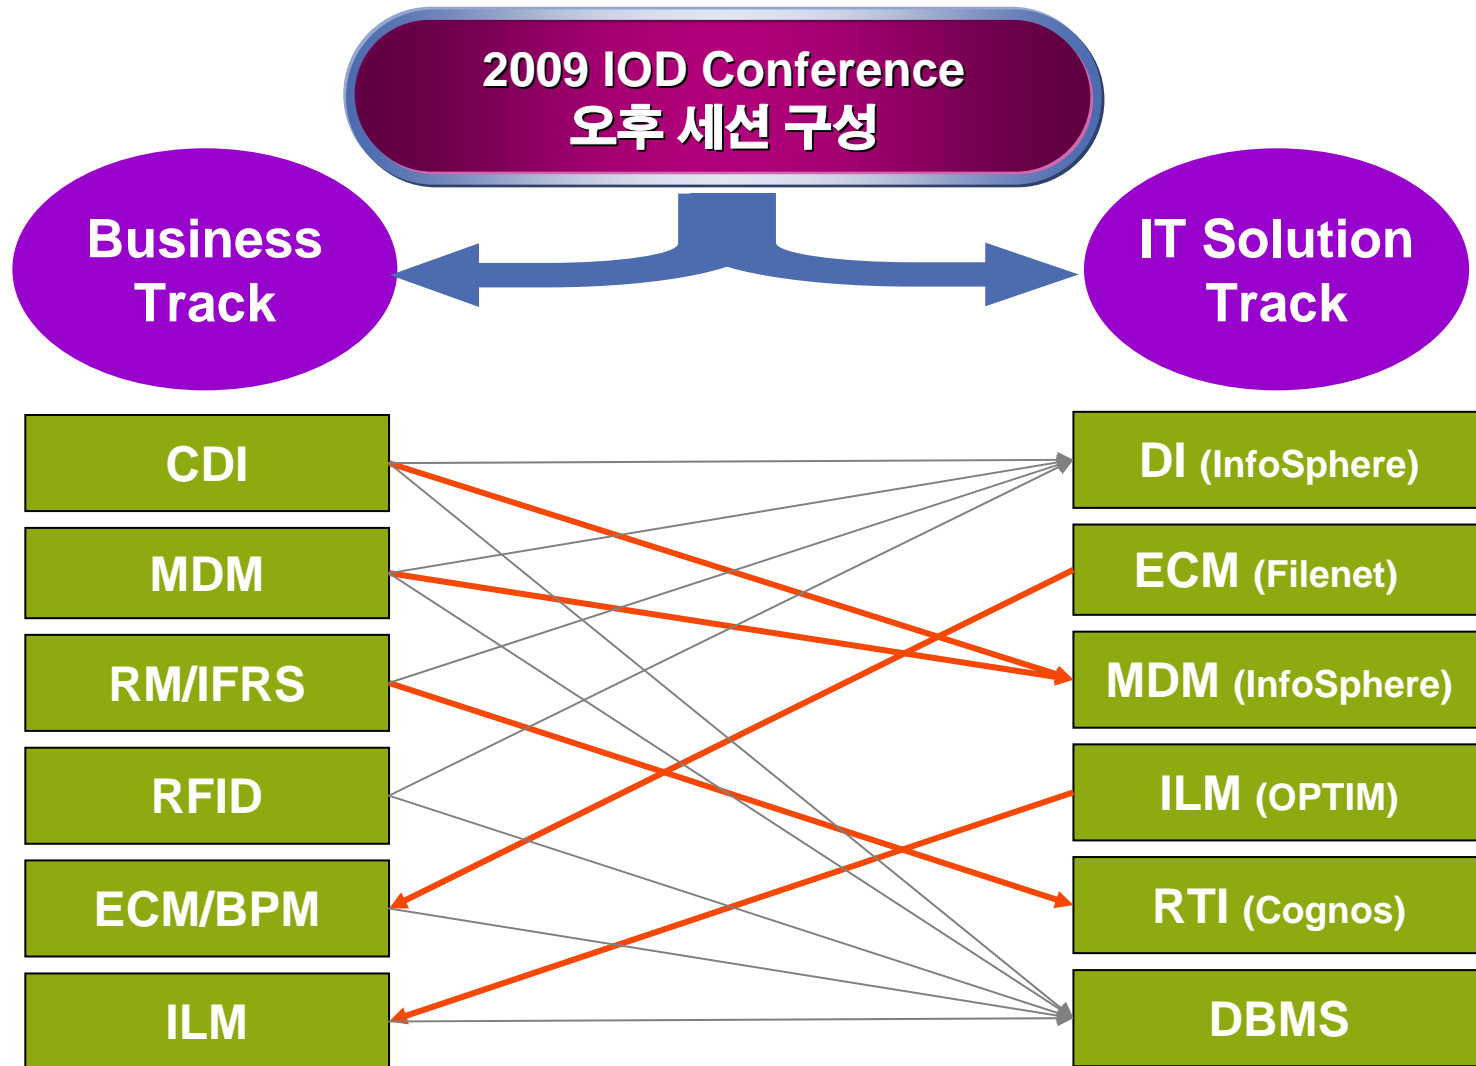 2009 IOD Conference
오후 세션 구성
Business
Track
IT Solution
Track
CDI
MDM
RM/IFRS
RFID
ECM/BPM
ILM
DI (InfoSphere)
ECM (Filenet)
MDM (InfoSphere)
ILM (OPTIM)
RTI (Cognos)
DBMS